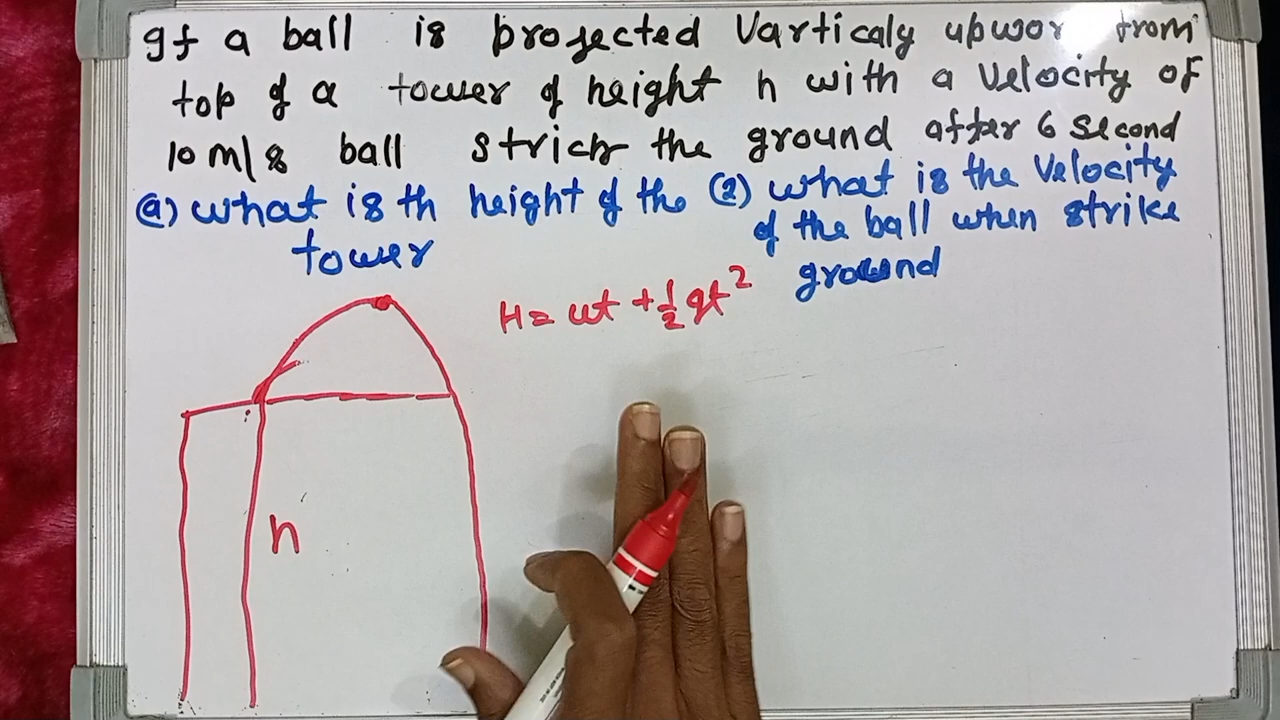 If a ball is projected Varticaly upwor from
top of a tower of height h with a velocity of
10 m/s ball strick the ground after 6 second
(a) what is th height of the
tower
(2) what is the velocity
of the ball when strike
ground
H = ut + 1/2 gt²
h